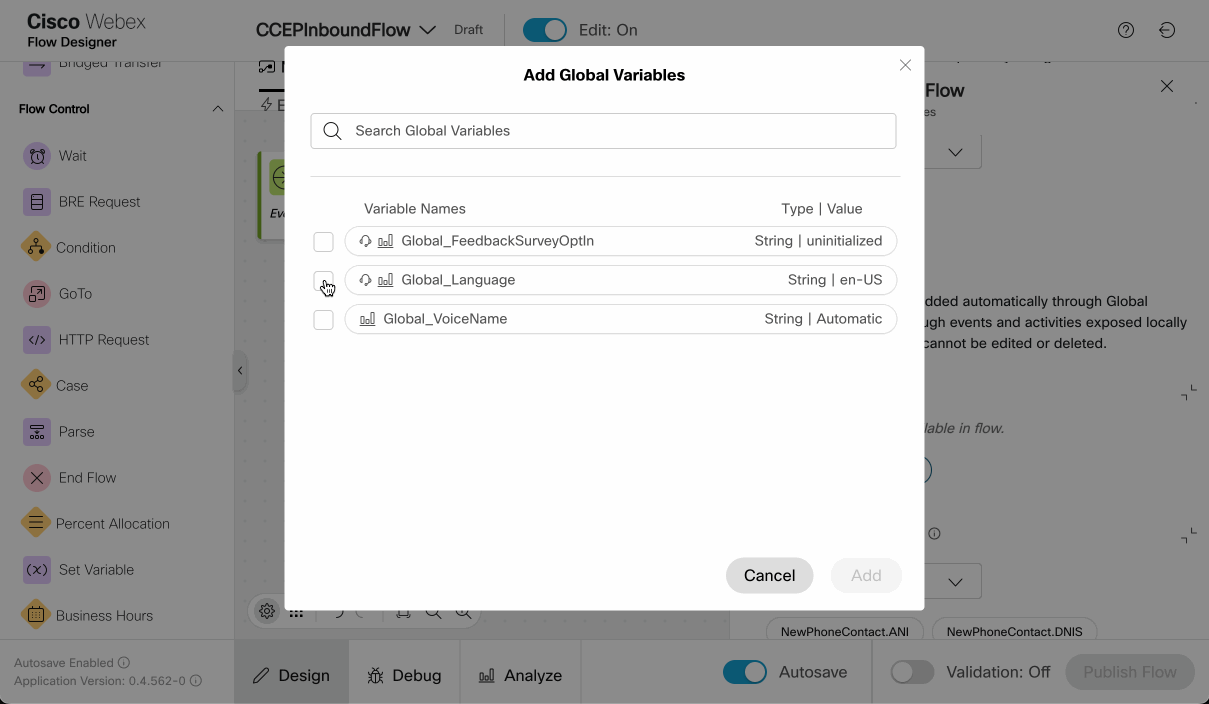 Cisco Webex
Flow Designer
CCEPInboundFlow
Draft
Edit: On
Bridged Transfer
Flow Control
Wait
BRE Request
Condition
GoTo
HTTP Request
Case
Parse
End Flow
Percent Allocation
Set Variable
Business Hours
Add Global Variables
Search Global Variables
Variable Names
Type | Value
Global_FeedbackSurveyOptIn
String | uninitialized
Global_Language
String | en-US
Global_VoiceName
String | Automatic
Cancel
Add
Flow
es
dded automatically through Global
ugh events and activities exposed locally
cannot be edited or deleted.
lable in flow.
NewPhoneContact.ANI
NewPhoneContact.DNIS
Autosave Enabled
Application Version: 0.4.562-0
Design
Debug
Analyze
Autosave
Validation: Off
Publish Flow